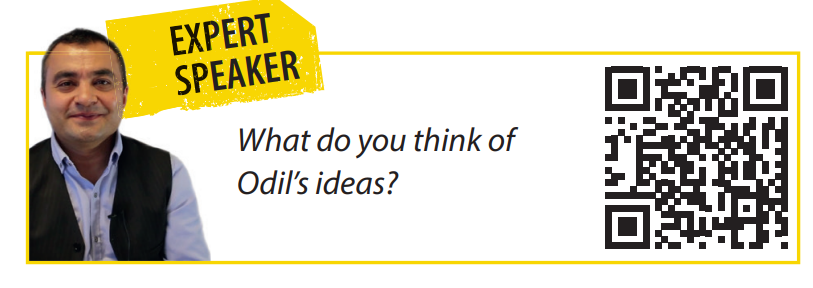 EXPERT
SPEAKER
What do you think of
Odil’s ideas?